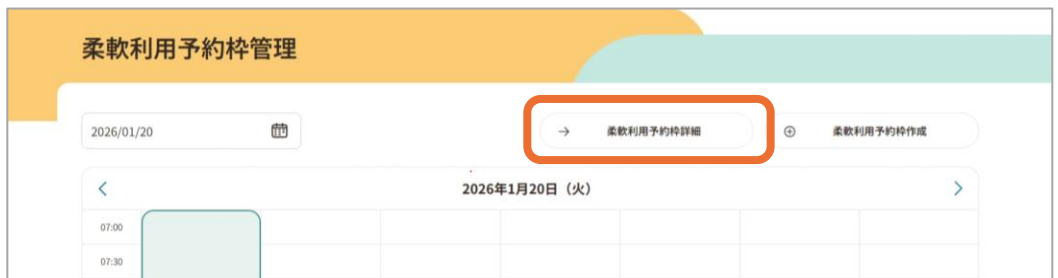 柔軟利用予約枠管理
2026/01/20
→ 柔軟利用予約枠詳細
⊕ 柔軟利用予約枠作成
< 2026年1月20日（火） >
07:00
07:30